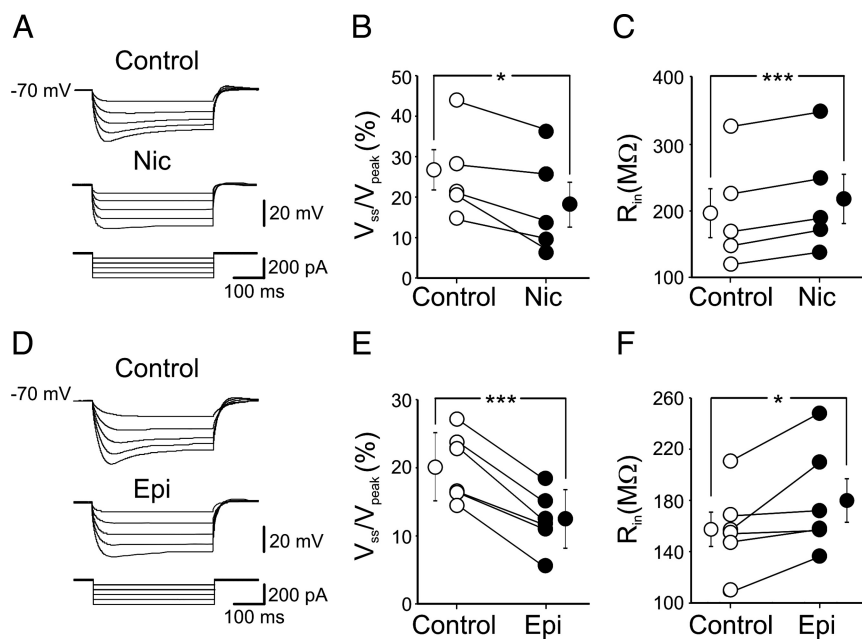 A
Control
-70 mV
Nic
20 mV
200 pA
100 ms
B
*
50
40
30
20
10
0
Vss/Vpeak (%)
Control Nic
C
***
400
300
200
100
Rin(MΩ)
Control Nic
D
Control
-70 mV
Epi
20 mV
200 pA
100 ms
E
***
30
20
10
0
Vss/Vpeak (%)
Control Epi
F
*
260
220
180
140
100
Rin(MΩ)
Control Epi